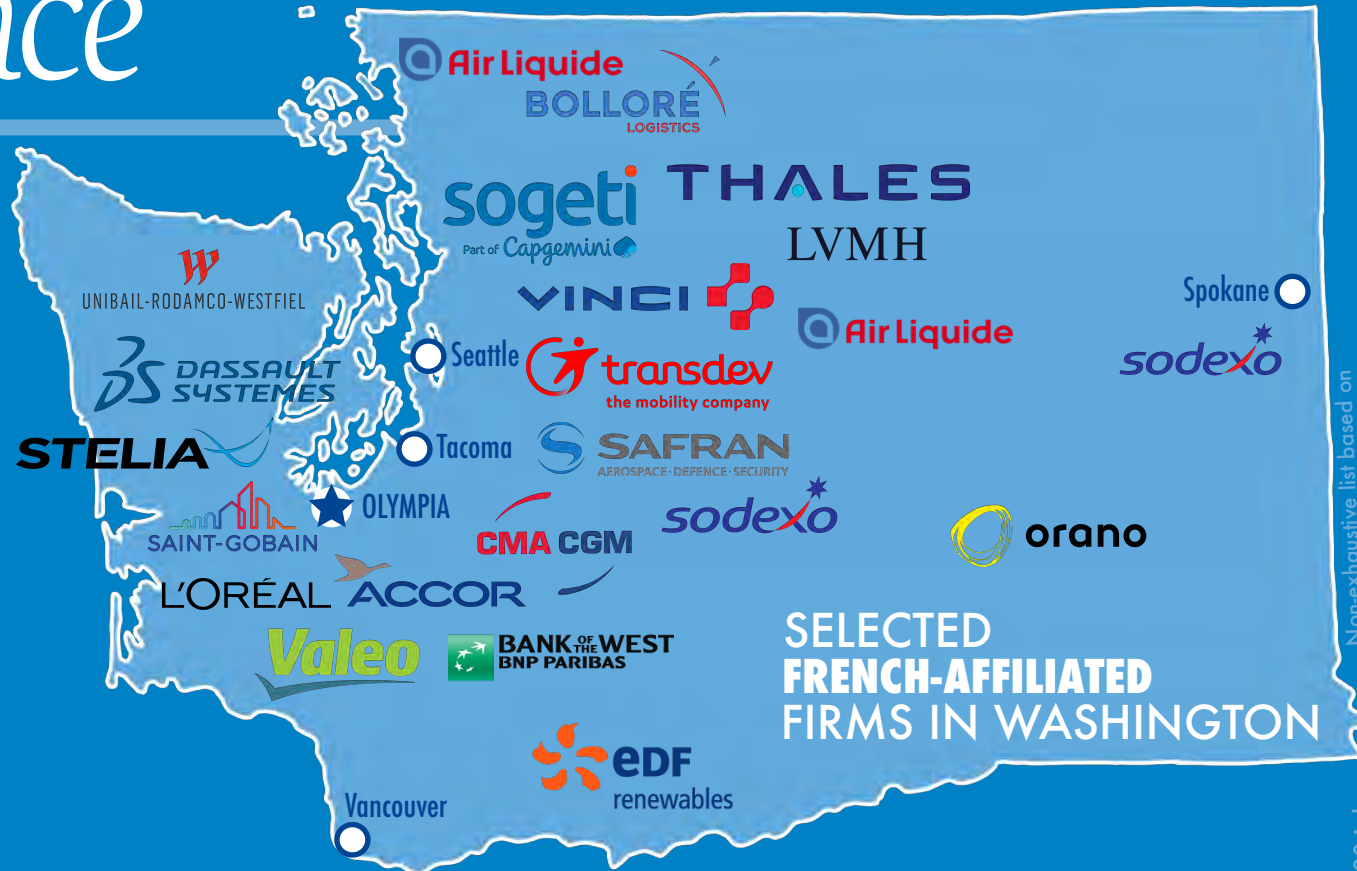 Air Liquide
BOLLORÉ
LOGISTICS
sogeti
Part of Capgemini
THALES
LVMH
UNIBAIL-RODAMCO-WESTFIEL
VINCI
Spokane
Air Liquide
sodexo
Seattle
DASSAULT
SYSTEMES
transdev
the mobility company
STELIA
Tacoma
SAFRAN
AEROSPACE·DEFENCE·SECURITY
OLYMPIA
SAINT-GOBAIN
CMA CGM
sodexo
orano
L'ORÉAL
ACCOR
Valeo
BANK OF THE WEST
BNP PARIBAS
SELECTED
FRENCH-AFFILIATED
FIRMS IN WASHINGTON
eDF
renewables
Vancouver
Non-exhaustive list based on